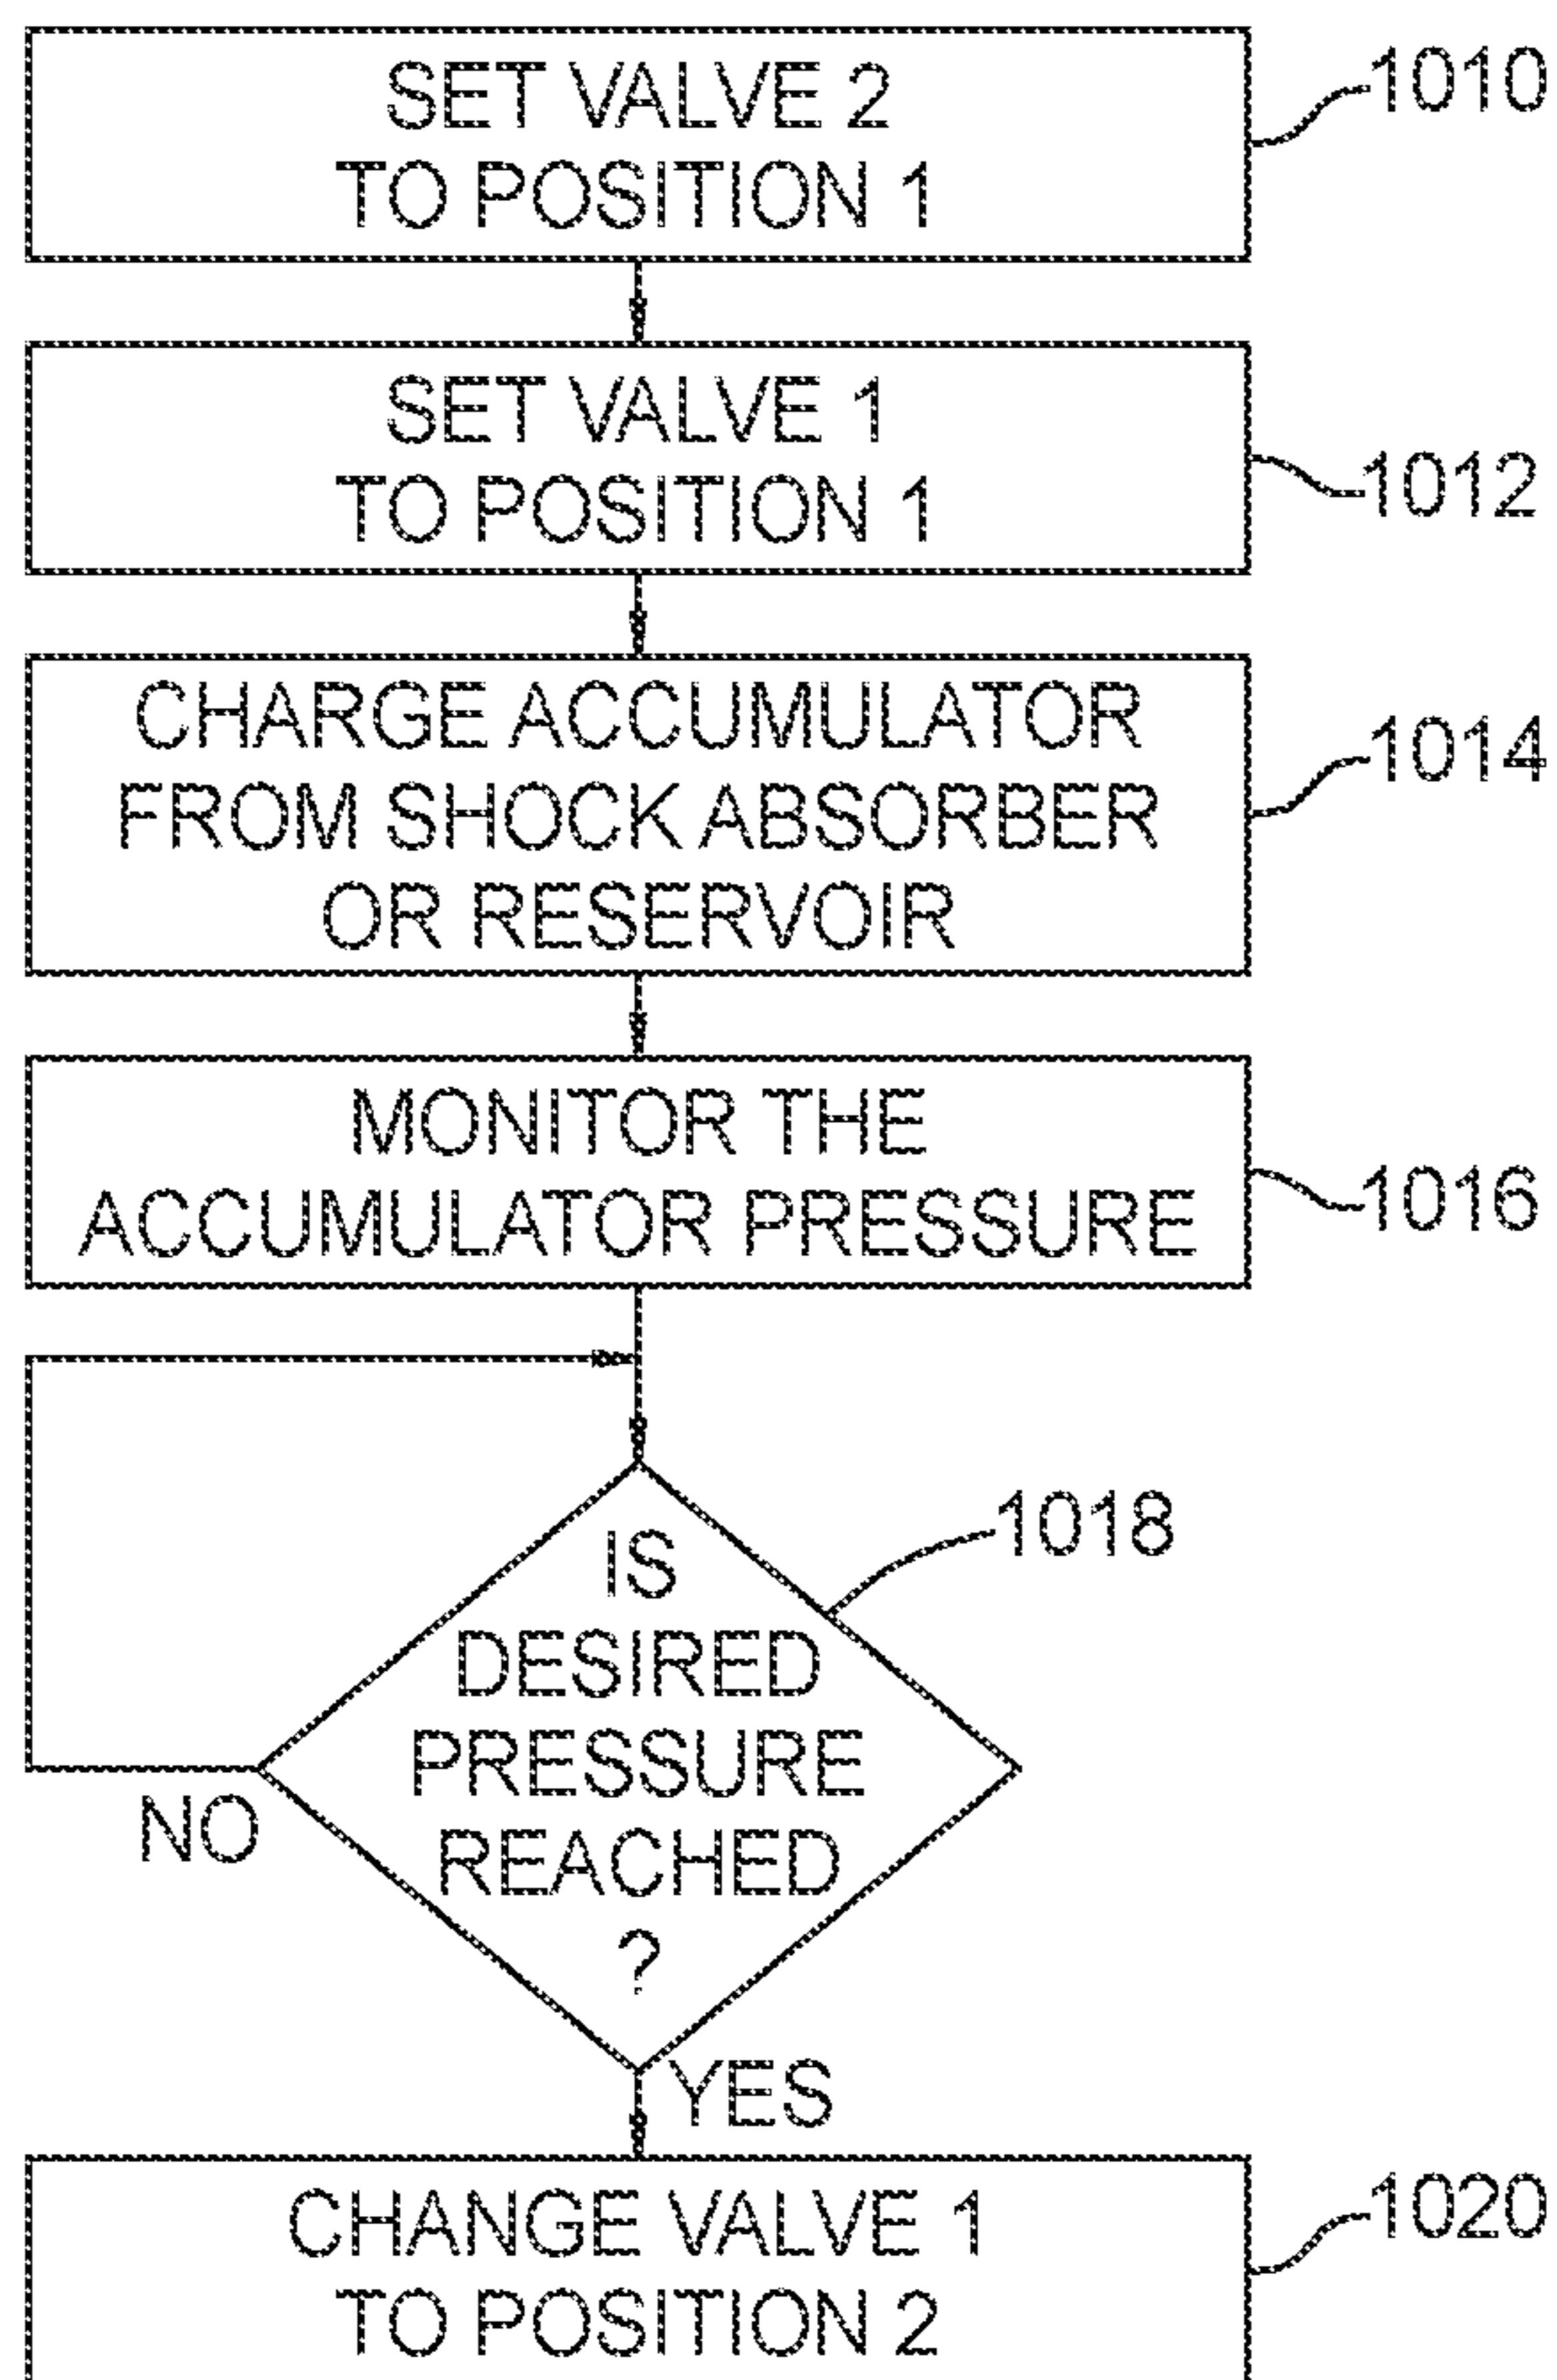 SET VALVE 2
TO POSITION 1
1010
SET VALVE 1
TO POSITION 1
1012
CHARGE ACCUMULATOR
FROM SHOCK ABSORBER
OR RESERVOIR
1014
MONITOR THE
ACCUMULATOR PRESSURE
1016
IS
DESIRED
PRESSURE
REACHED
?
1018
NO
YES
CHANGE VALVE 1
TO POSITION 2
1020